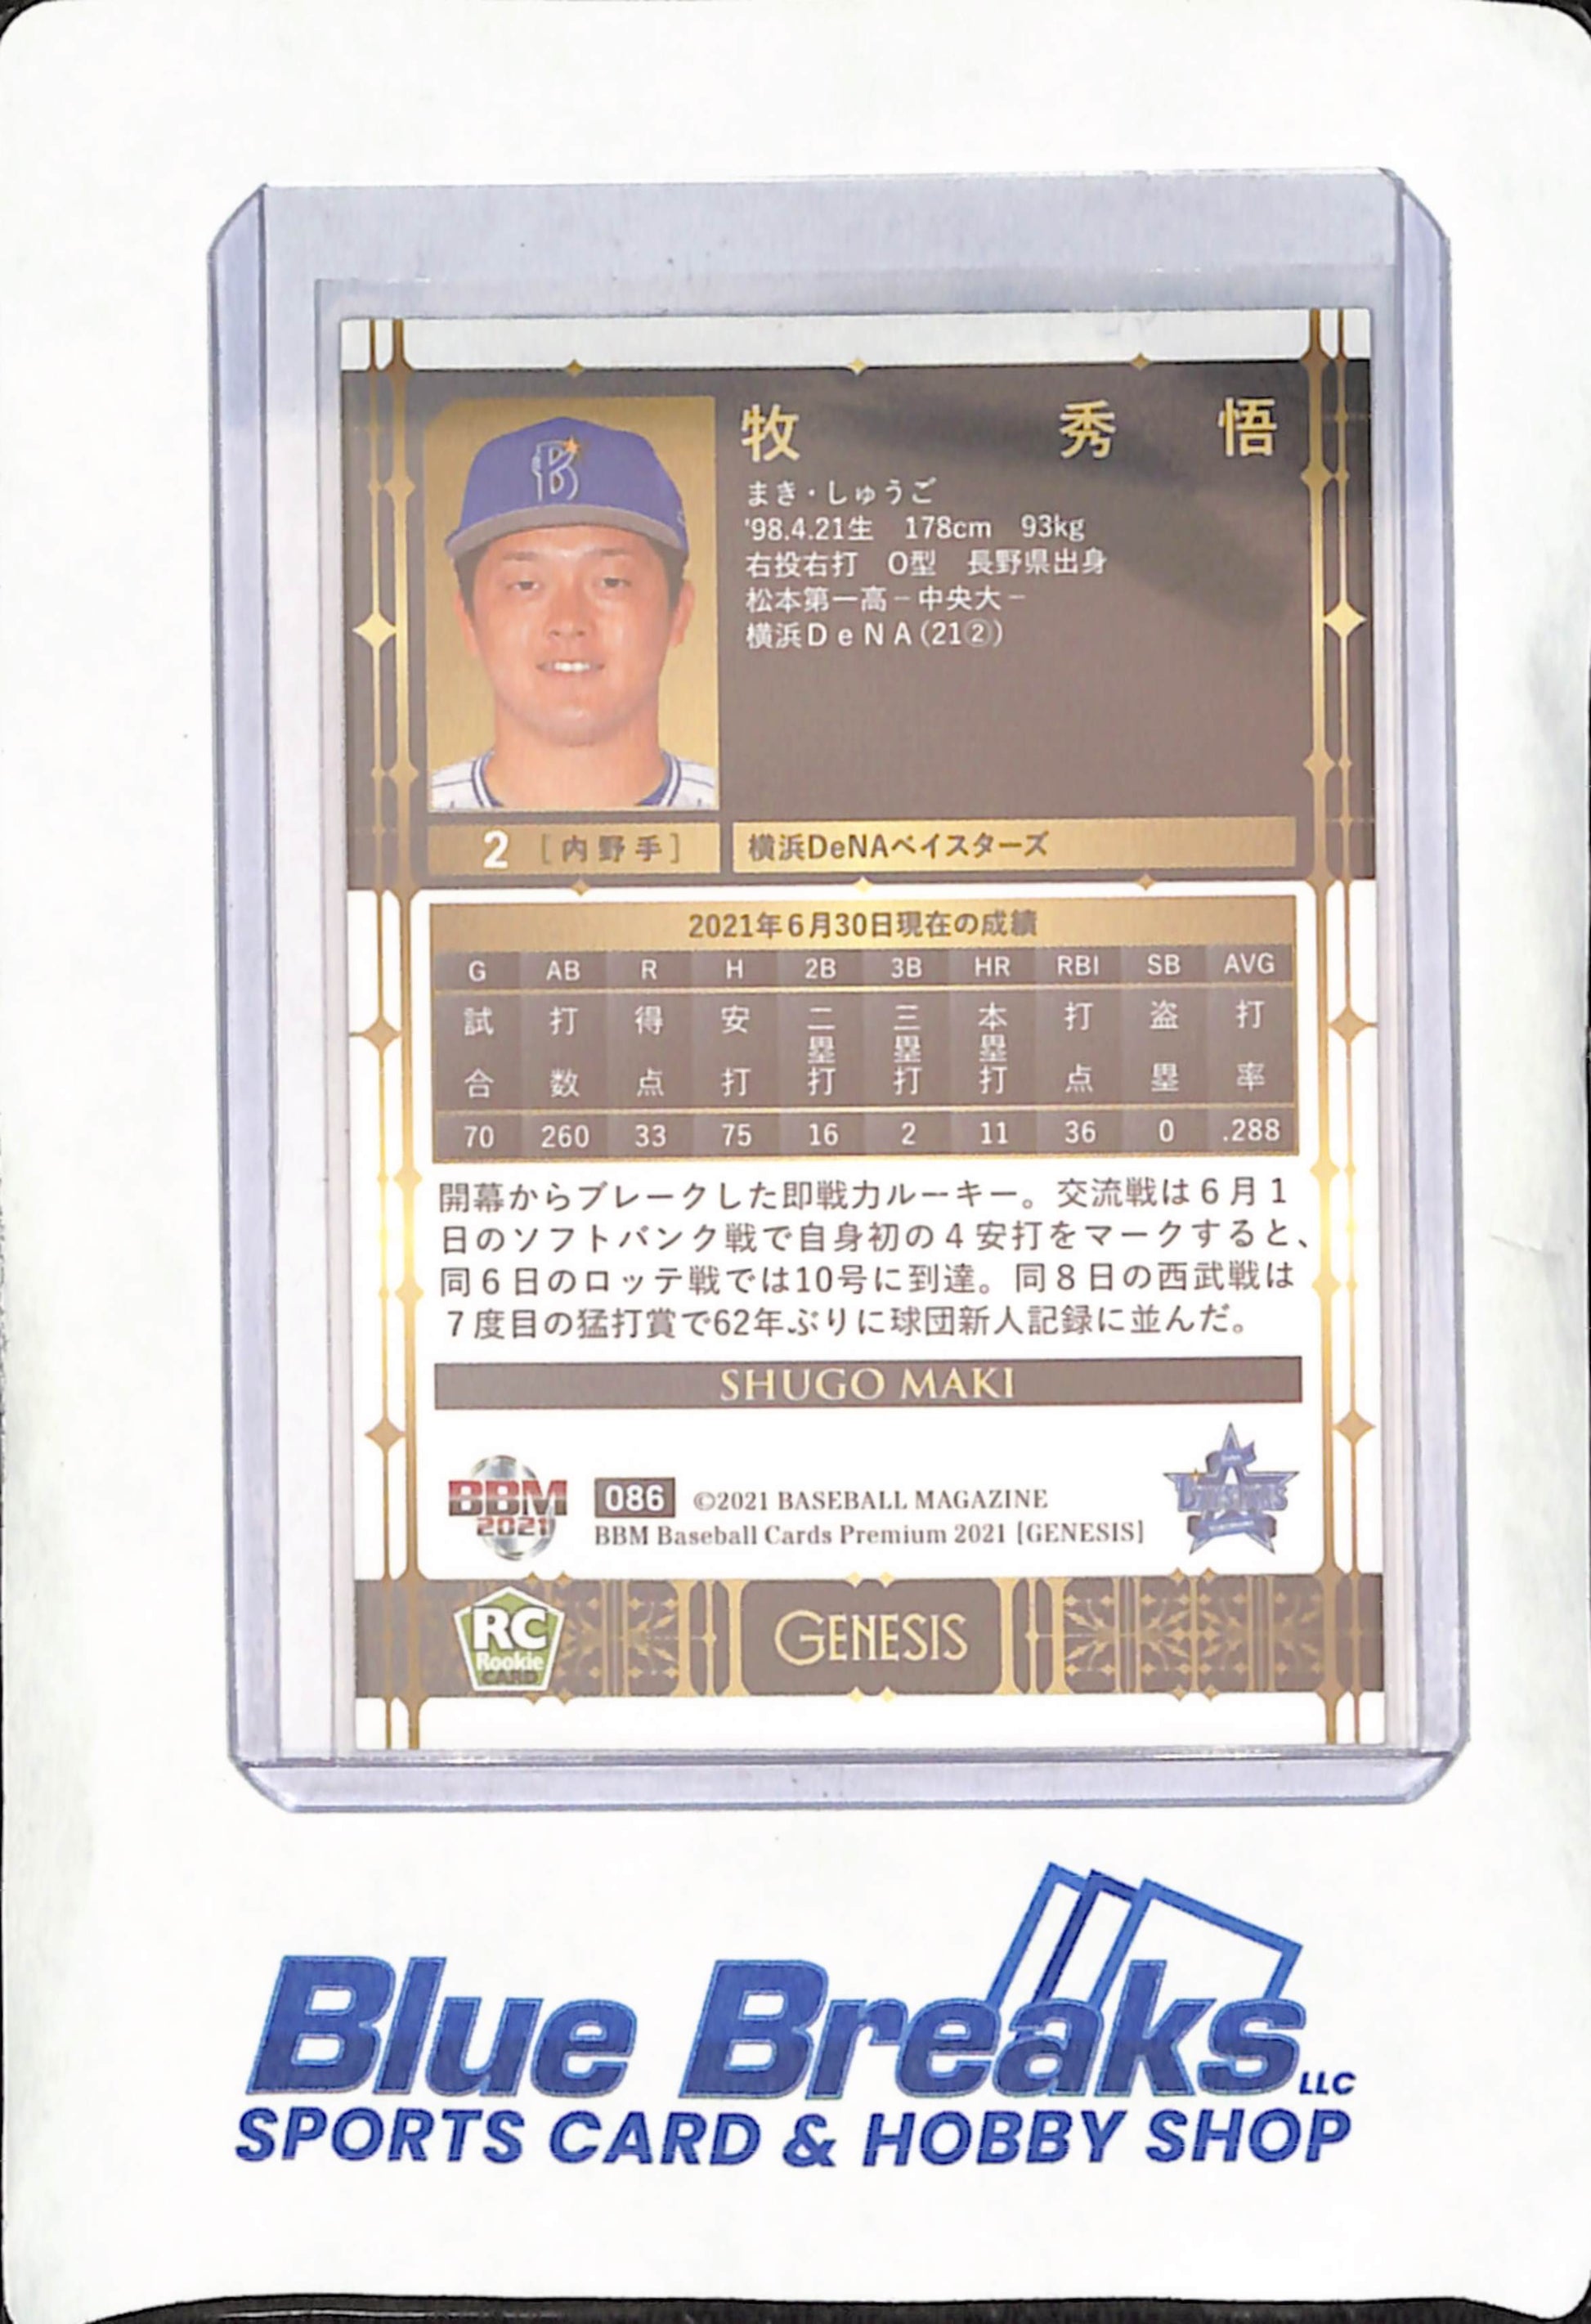 牧 秀 悟
まき・しゅうご
'98.4.21生 178cm 93kg
右投右打 O型 長野県出身
松本第一高−中央大−
横浜DeNA(21②)
B
2 [内野手]
横浜DeNAベイスターズ
2021年6月30日現在の成績
G AB R H 2B 3B HR RBI SB AVG
試合 打数 得点 安打 二塁打 三塁打 本塁打 打点 盗塁 打率
70 260 33 75 16 2 11 36 0 .288
開幕からブレークした即戦力ルーキー。交流戦は6月1
日のソフトバンク戦で自身初の4安打をマークすると、
同6日のロッテ戦では10号に到達。同8日の西武戦は
7度目の猛打賞で62年ぶりに球団新人記録に並んだ。
SHUGO MAKI
BBM
2021
086 ©2021 BASEBALL MAGAZINE
BBM Baseball Cards Premium 2021 [GENESIS]
RC
Rookie
CARD
GENESIS
Blue Breaks LLC
SPORTS CARD & HOBBY SHOP